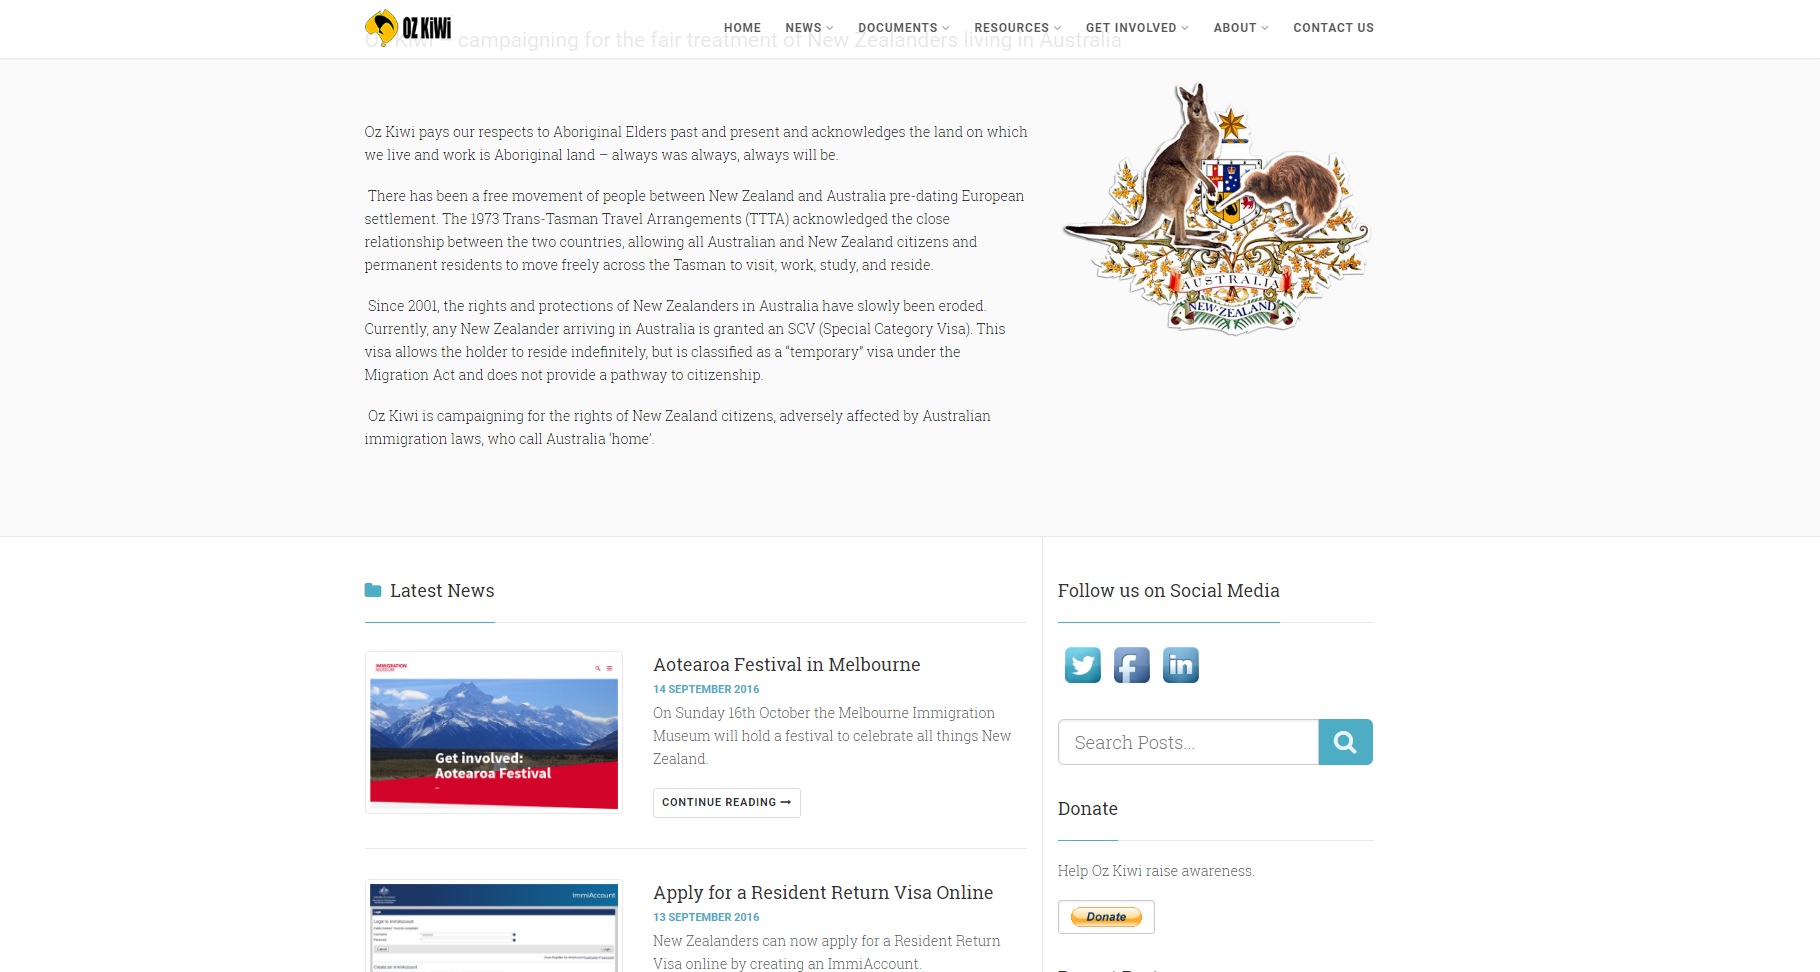 OZ KiWi
HOME NEWS DOCUMENTS RESOURCES GET INVOLVED ABOUT CONTACT US
Oz Kiwi – campaigning for the fair treatment of New Zealanders living in Australia
Oz Kiwi pays our respects to Aboriginal Elders past and present and acknowledges the land on which
we live and work is Aboriginal land – always was always, always will be.
There has been a free movement of people between New Zealand and Australia pre-dating European
settlement. The 1973 Trans-Tasman Travel Arrangements (TTTA) acknowledged the close
relationship between the two countries, allowing all Australian and New Zealand citizens and
permanent residents to move freely across the Tasman to visit, work, study, and reside.
Since 2001, the rights and protections of New Zealanders in Australia have slowly been eroded.
Currently, any New Zealander arriving in Australia is granted an SCV (Special Category Visa). This
visa allows the holder to reside indefinitely, but is classified as a “temporary” visa under the
Migration Act and does not provide a pathway to citizenship.
Oz Kiwi is campaigning for the rights of New Zealand citizens, adversely affected by Australian
immigration laws, who call Australia ‘home’.
AUSTRALIA
NEW·ZEALAND
Latest News
IMMIGRATION
MUSEUM
Get involved:
Aotearoa Festival
Aotearoa Festival in Melbourne
14 SEPTEMBER 2016
On Sunday 16th October the Melbourne Immigration
Museum will hold a festival to celebrate all things New
Zealand.
CONTINUE READING
ImmiAccount
Login
Login to ImmiAccount
Username
Password
Cancel
Login
Create an ImmiAccount
Apply for a Resident Return Visa Online
13 SEPTEMBER 2016
New Zealanders can now apply for a Resident Return
Visa online by creating an ImmiAccount.
Follow us on Social Media
Search Posts...
Donate
Help Oz Kiwi raise awareness.
Donate